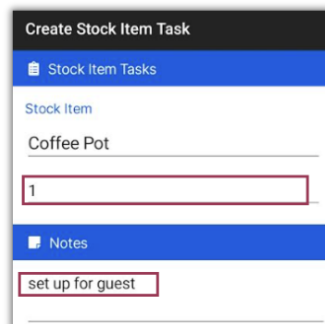 Create Stock Item Task
Stock Item Tasks
Stock Item
Coffee Pot
1
Notes
set up for guest